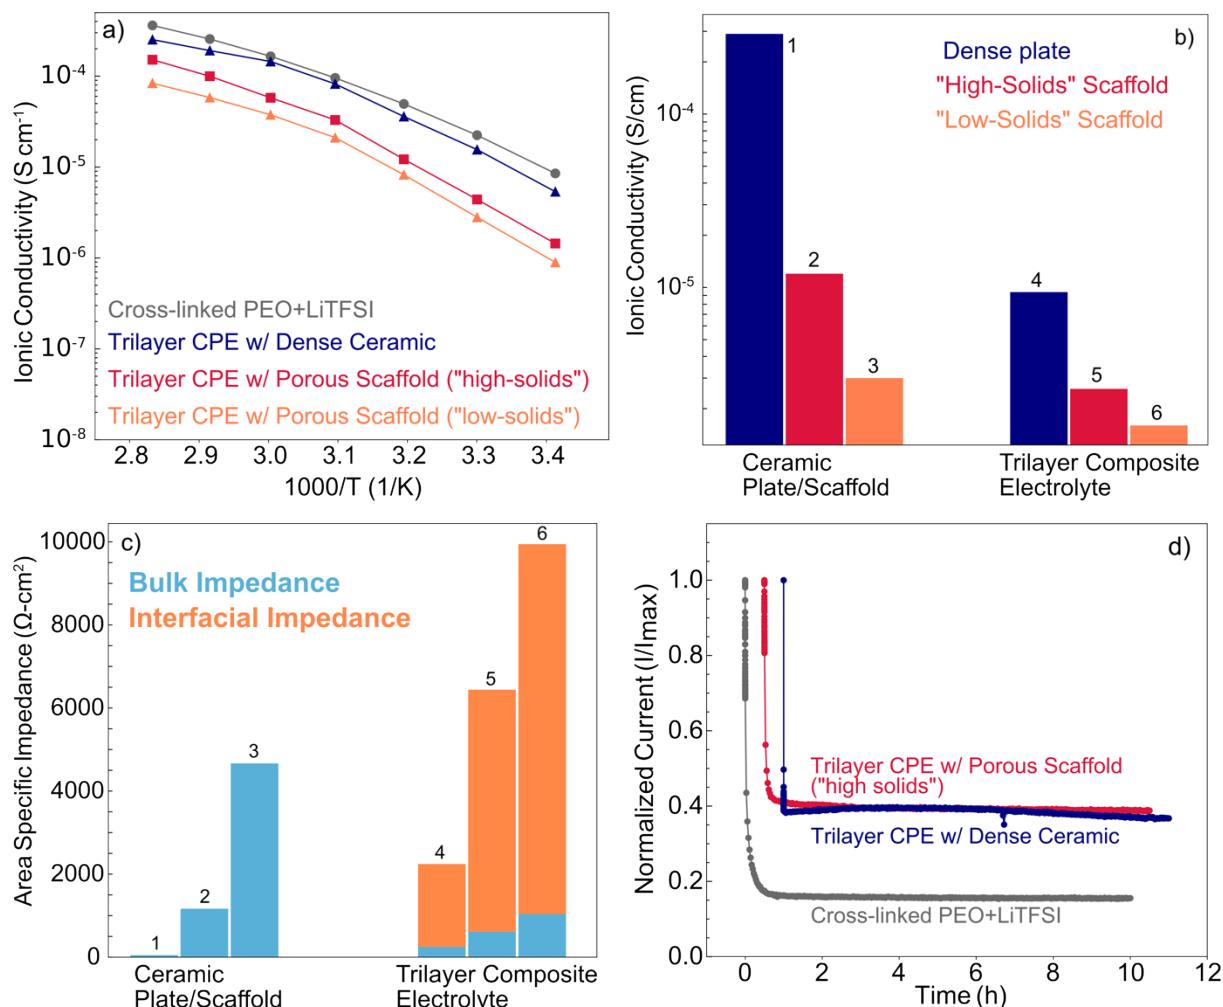 a)
Ionic Conductivity (S cm⁻¹)
10⁻⁴
10⁻⁵
10⁻⁶
10⁻⁷
10⁻⁸
Cross-linked PEO+LiTFSI
Trilayer CPE w/ Dense Ceramic
Trilayer CPE w/ Porous Scaffold ("high-solids")
Trilayer CPE w/ Porous Scaffold ("low-solids")
2.8 2.9 3.0 3.1 3.2 3.3 3.4
1000/T (1/K)
b)
Ionic Conductivity (S/cm)
10⁻⁴
10⁻⁵
Dense plate
"High-Solids" Scaffold
"Low-Solids" Scaffold
1
2
3
4
5
6
Ceramic
Plate/Scaffold
Trilayer Composite
Electrolyte
c)
Area Specific Impedance (Ω-cm²)
10000
8000
6000
4000
2000
0
Bulk Impedance
Interfacial Impedance
1
2
3
4
5
6
Ceramic
Plate/Scaffold
Trilayer Composite
Electrolyte
d)
Normalized Current (I/Imax)
1.0
0.8
0.6
0.4
0.2
0.0
Trilayer CPE w/ Porous Scaffold
("high solids")
Trilayer CPE w/ Dense Ceramic
Cross-linked PEO+LiTFSI
0 2 4 6 8 10 12
Time (h)